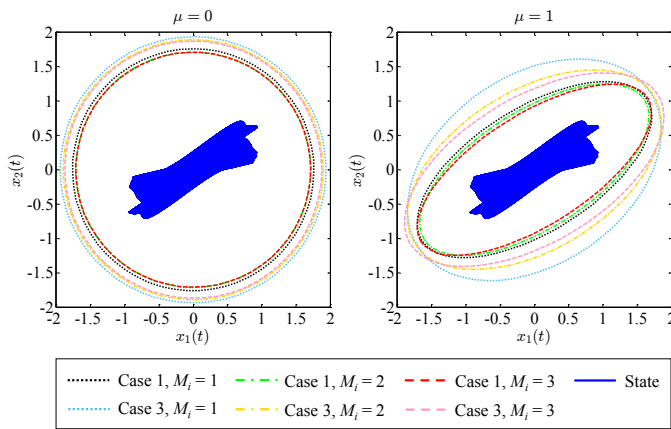 μ = 0
μ = 1
x₂(t)
2
1.5
1
0.5
0
-0.5
-1
-1.5
-2
-2 -1.5 -1 -0.5 0 0.5 1 1.5 2
x₁(t)
x₂(t)
2
1.5
1
0.5
0
-0.5
-1
-1.5
-2
-2 -1.5 -1 -0.5 0 0.5 1 1.5 2
x₁(t)
Case 1, Mᵢ = 1 Case 1, Mᵢ = 2 Case 1, Mᵢ = 3 State
Case 3, Mᵢ = 1 Case 3, Mᵢ = 2 Case 3, Mᵢ = 3